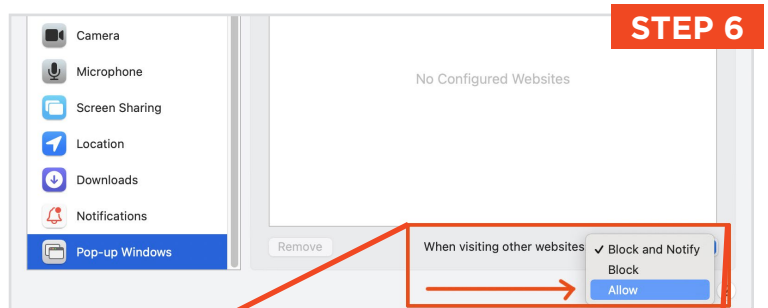 STEP 6
Camera
Microphone
Screen Sharing
Location
Downloads
Notifications
Pop-up Windows
No Configured Websites
Remove
When visiting other websites
✓ Block and Notify
Block
Allow